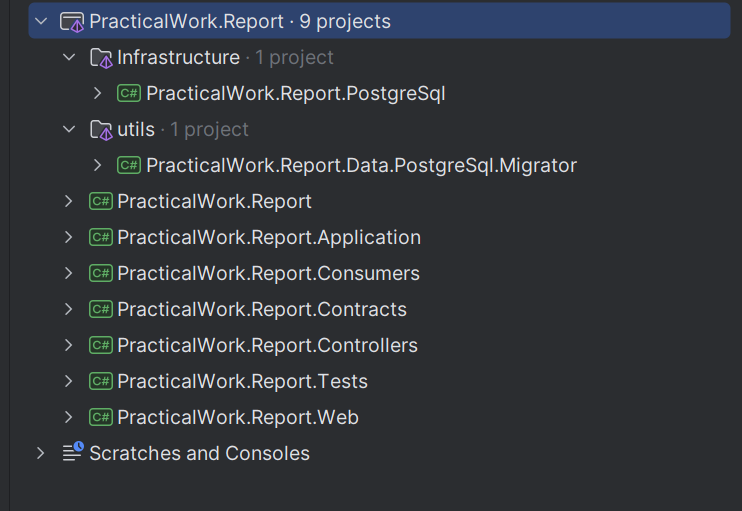 PracticalWork.Report · 9 projects
Infrastructure · 1 project
C# PracticalWork.Report.PostgreSql
utils · 1 project
C# PracticalWork.Report.Data.PostgreSql.Migrator
C# PracticalWork.Report
C# PracticalWork.Report.Application
C# PracticalWork.Report.Consumers
C# PracticalWork.Report.Contracts
C# PracticalWork.Report.Controllers
C# PracticalWork.Report.Tests
C# PracticalWork.Report.Web
Scratches and Consoles